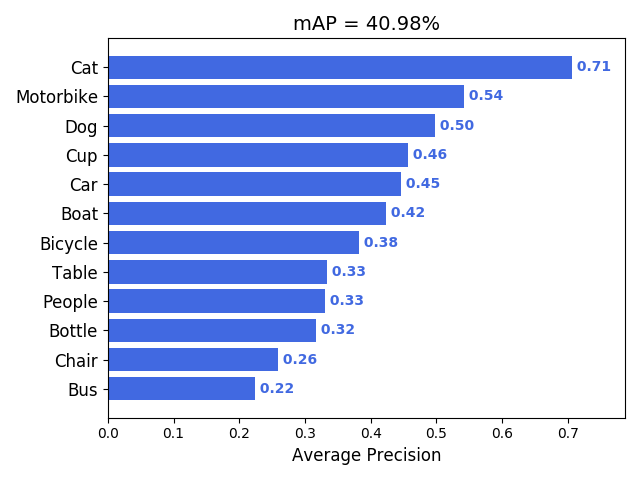 mAP = 40.98%
Cat 0.71
Motorbike 0.54
Dog 0.50
Cup 0.46
Car 0.45
Boat 0.42
Bicycle 0.38
Table 0.33
People 0.33
Bottle 0.32
Chair 0.26
Bus 0.22
0.0 0.1 0.2 0.3 0.4 0.5 0.6 0.7
Average Precision